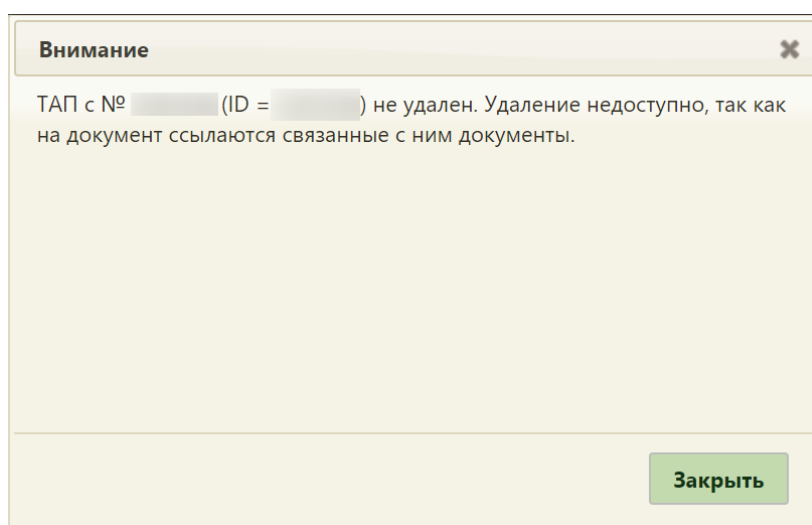 Внимание
ТАП с № (ID = ) не удален. Удаление недоступно, так как
на документ ссылаются связанные с ним документы.
Закрыть